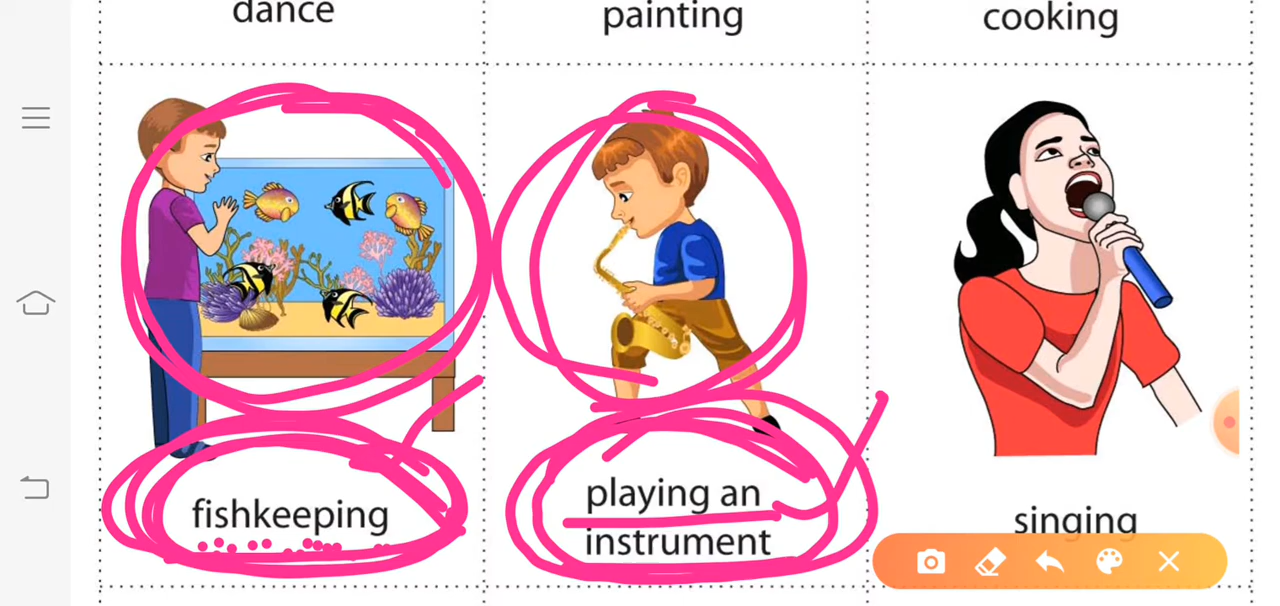 dance painting cooking
fishkeeping
playing an
instrument
singing